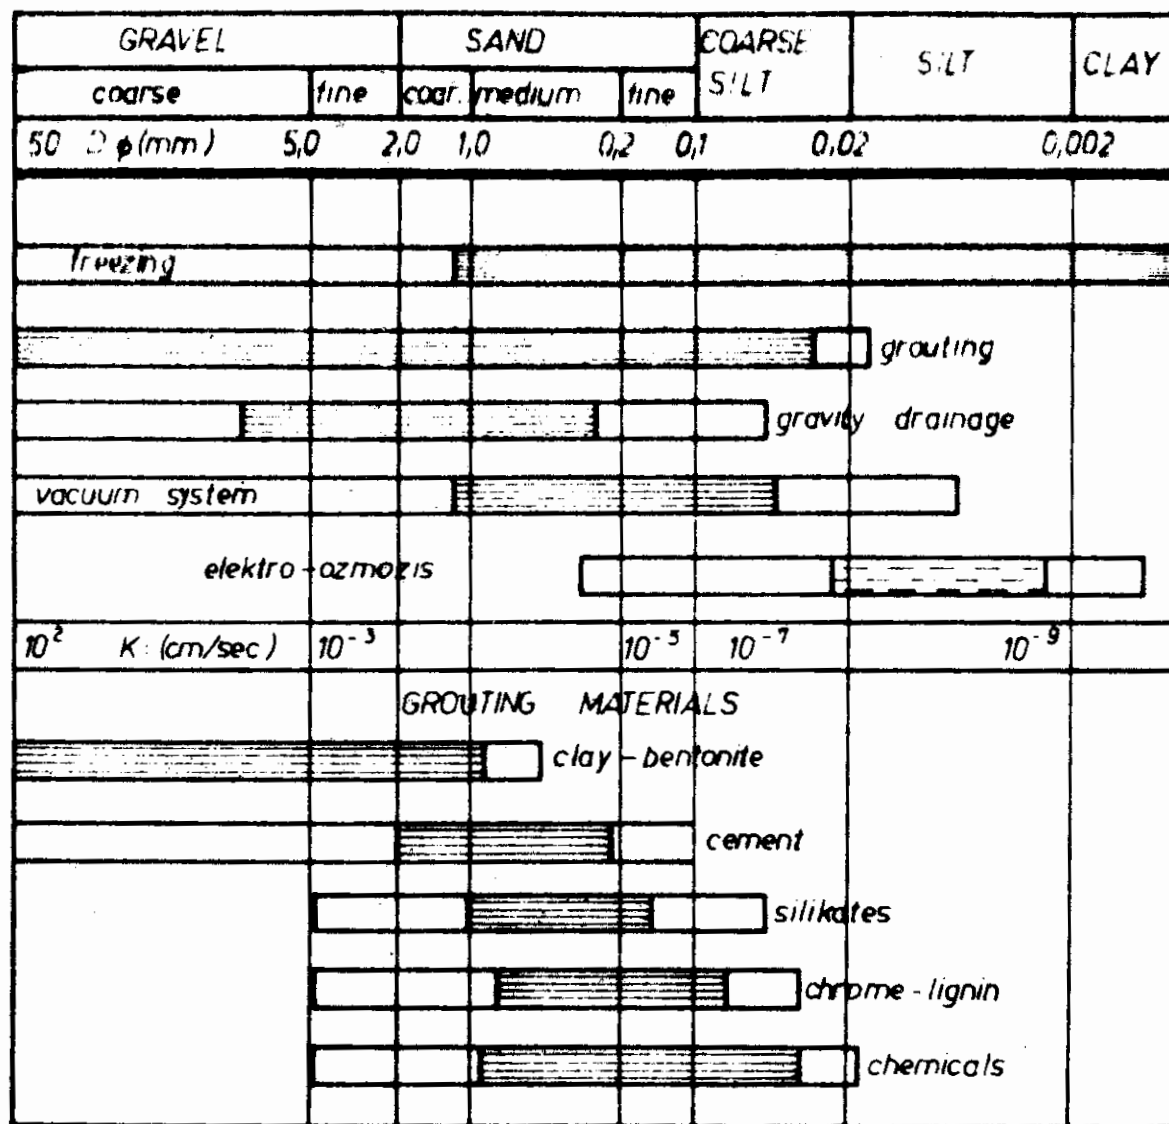 GRAVEL SAND COARSE SILT SILT CLAY
coarse fine coar. medium fine
50 ϕ (mm) 5,0 2,0 1,0 0,2 0,1 0,02 0,002
freezing
grouting
gravity drainage
vacuum system
elektro-ozmozis
10² K: (cm/sec) 10⁻³ 10⁻⁵ 10⁻⁷ 10⁻⁹
GROUTING MATERIALS
clay-bentonite
cement
silikates
chrome-lignin
chemicals